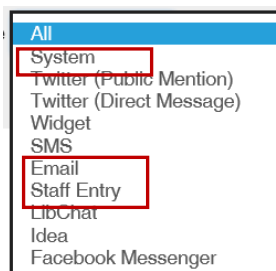 All
System
Twitter (Public Mention)
Twitter (Direct Message)
Widget
SMS
Email
Staff Entry
LibChat
Idea
Facebook Messenger